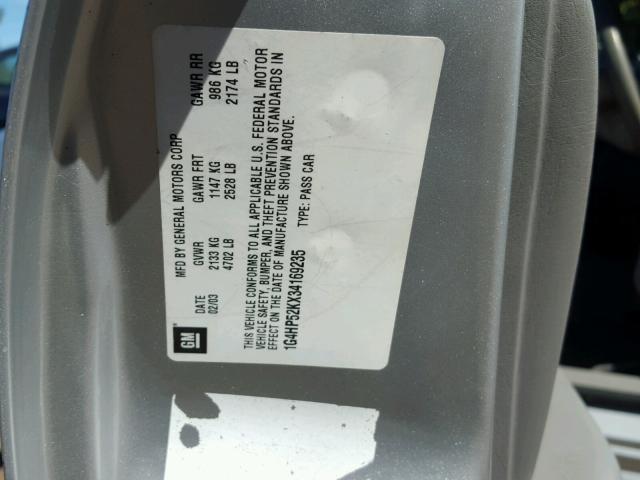 MFD BY GENERAL MOTORS CORP
DATE GVWR GAWR FRT GAWR RR
02/03 2133 KG 1147 KG 986 KG
4702 LB 2528 LB 2174 LB
GM
THIS VEHICLE CONFORMS TO ALL APPLICABLE U.S. FEDERAL MOTOR
VEHICLE SAFETY, BUMPER, AND THEFT PREVENTION STANDARDS IN
EFFECT ON THE DATE OF MANUFACTURE SHOWN ABOVE.
1G4HP52KX34169235 TYPE: PASS CAR